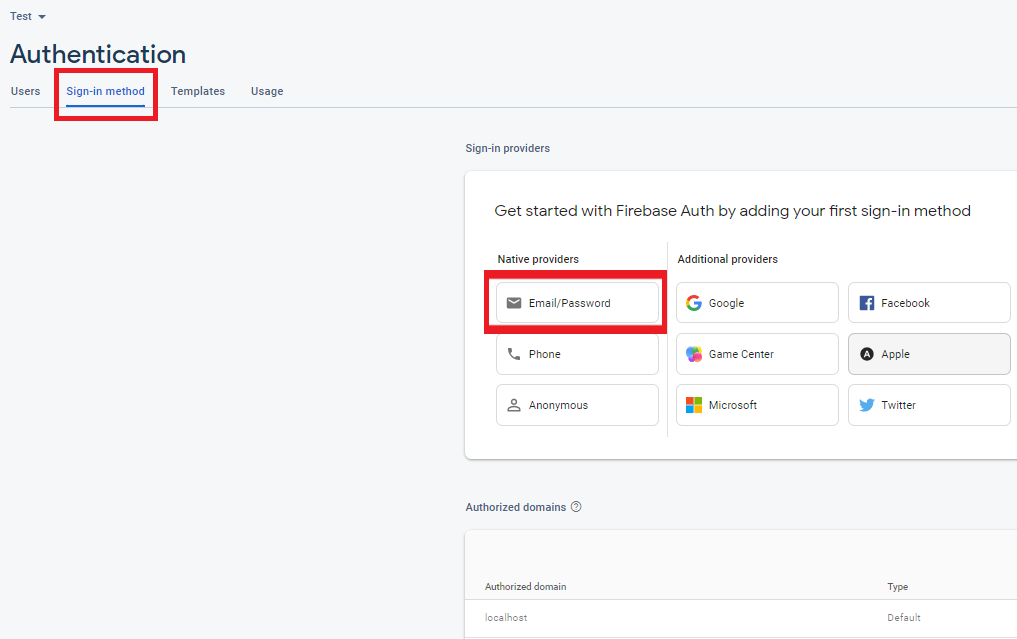 Test
Authentication
Users Sign-in method Templates Usage
Sign-in providers
Get started with Firebase Auth by adding your first sign-in method
Native providers Additional providers
Email/Password Google Facebook
Phone Game Center Apple
Anonymous Microsoft Twitter
Authorized domains
Authorized domain Type
localhost Default